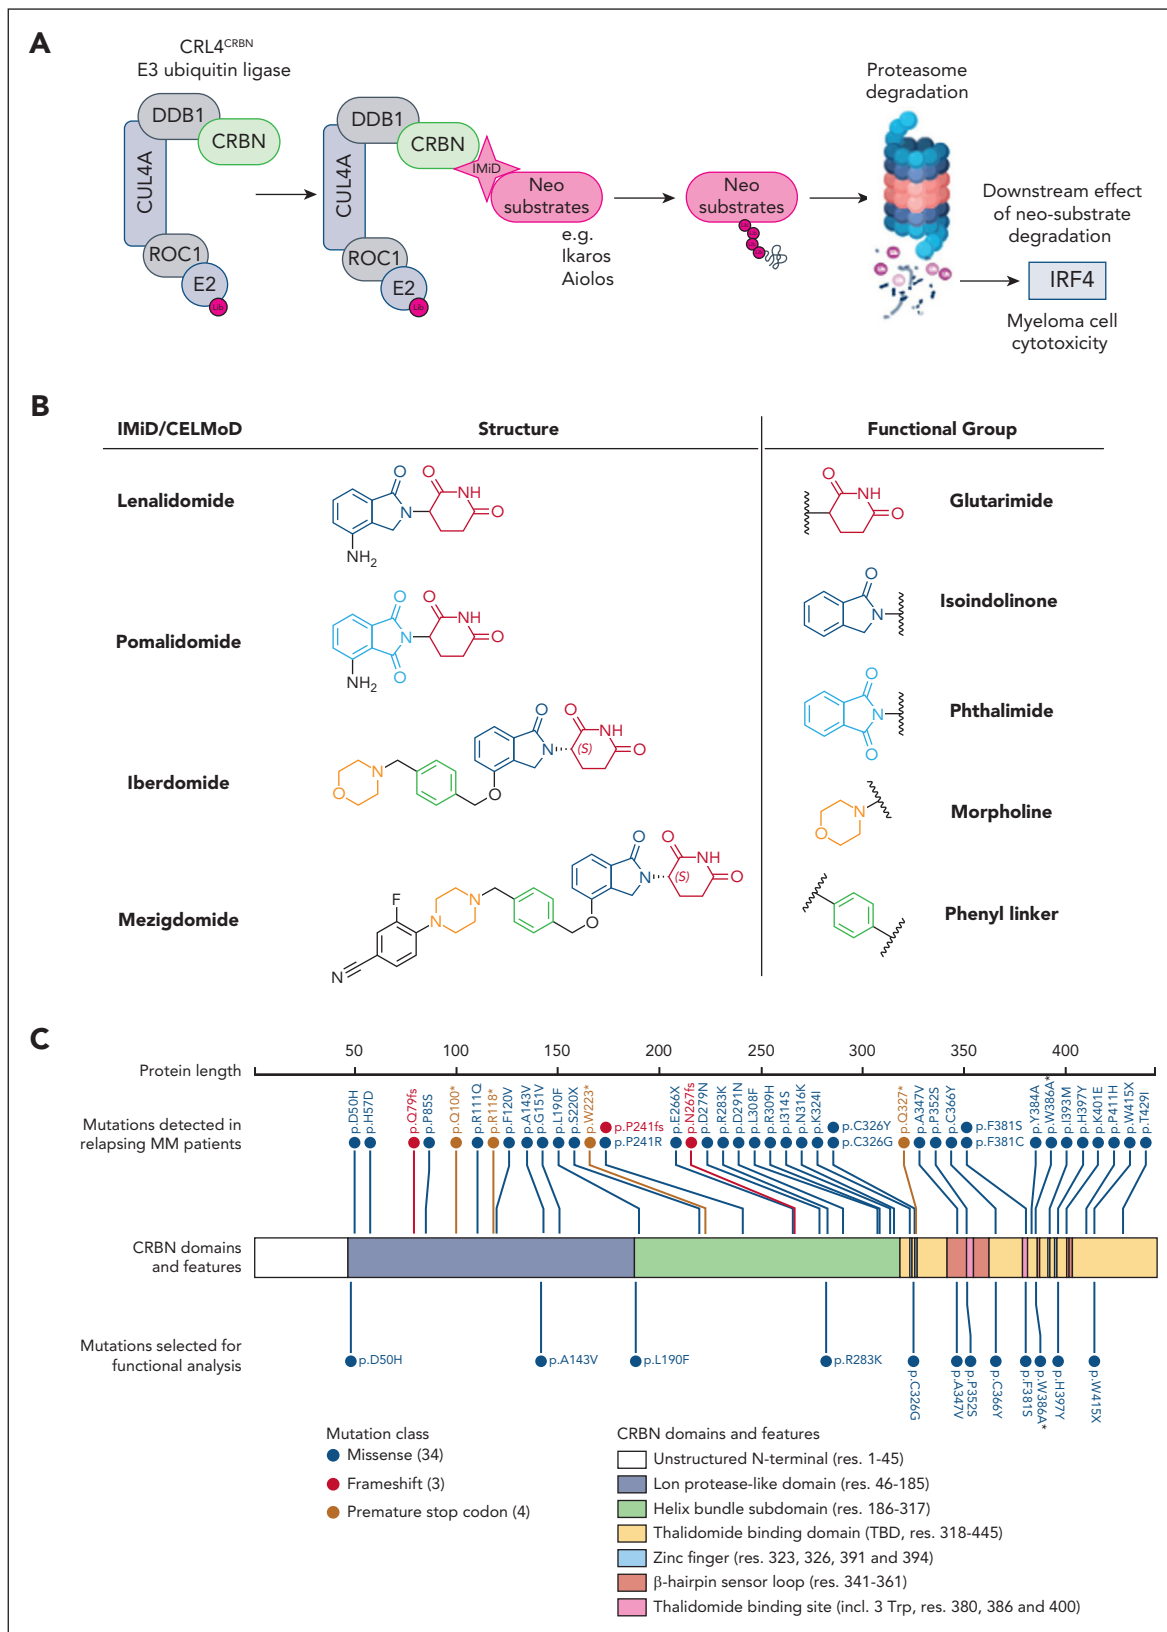 A
CRL4CRBN
E3 ubiquitin ligase
DDB1
CRBN
CUL4A
ROC1
E2
Ub
DDB1
CRBN
IMiD
CUL4A
ROC1
E2
Ub
Neo
substrates
e.g.
Ikaros
Aiolos
Neo
substrates
Proteasome
degradation
Downstream effect
of neo-substrate
degradation
IRF4
Myeloma cell
cytotoxicity
B
IMiD/CELMoD
Structure
Functional Group
Lenalidomide
O
O
NH
N
O
NH2
Glutarimide
O
NH
O
Pomalidomide
O
O
NH
N
O
O
NH2
Isoindolinone
O
N
Phthalimide
O
N
O
Iberdomide
O
O
NH
N
(S)
O
N
O
O
Morpholine
N
O
Mezigdomide
O
O
NH
N
(S)
O
N
O
F
N
N
Phenyl linker
C
Protein length
50
100
150
200
250
300
350
400
Mutations detected in
relapsing MM patients
p.D50H
p.H57D
p.Q79fs
p.P85S
p.Q100*
p.R111Q
p.R118*
p.F120V
p.A143V
p.G151V
p.L190F
p.S220X
p.W223*
p.P241fs
p.P241R
p.E266X
p.N267fs
p.D279N
p.R283K
p.D291N
p.L308F
p.R309H
p.I314S
p.N316K
p.K324I
p.C326Y
p.C326G
p.Q327*
p.A347V
p.P352S
p.C366Y
p.F381S
p.F381C
p.Y384A
p.W386A*
p.I393M
p.H397Y
p.K401E
p.P411H
p.W415X
p.T429I
CRBN domains
and features
Mutations selected for
functional analysis
p.D50H
p.A143V
p.L190F
p.R283K
p.C326G
p.A347V
p.P352S
p.C366Y
p.F381S
p.W386A*
p.H397Y
p.W415X
Mutation class
Missense (34)
Frameshift (3)
Premature stop codon (4)
CRBN domains and features
Unstructured N-terminal (res. 1-45)
Lon protease-like domain (res. 46-185)
Helix bundle subdomain (res. 186-317)
Thalidomide binding domain (TBD, res. 318-445)
Zinc finger (res. 323, 326, 391 and 394)
β-hairpin sensor loop (res. 341-361)
Thalidomide binding site (incl. 3 Trp, res. 380, 386 and 400)